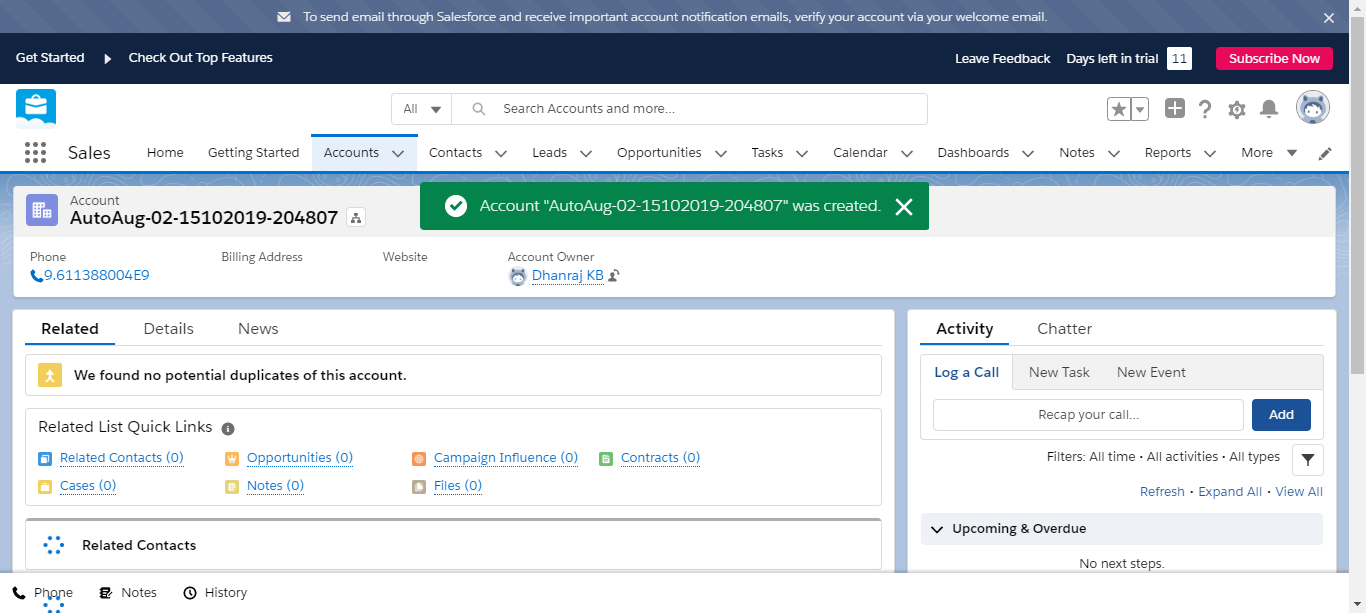 To send email through Salesforce and receive important account notification emails, verify your account via your welcome email.
Get Started Check Out Top Features Leave Feedback Days left in trial 11 Subscribe Now
All Search Accounts and more...
Sales Home Getting Started Accounts Contacts Leads Opportunities Tasks Calendar Dashboards Notes Reports More
Account
AutoAug-02-15102019-204807
Account "AutoAug-02-15102019-204807" was created.
Phone Billing Address Website Account Owner
9.611388004E9 Dhanraj KB
Related Details News
We found no potential duplicates of this account.
Related List Quick Links
Related Contacts (0) Opportunities (0) Campaign Influence (0) Contracts (0)
Cases (0) Notes (0) Files (0)
Related Contacts
Activity Chatter
Log a Call New Task New Event
Recap your call... Add
Filters: All time • All activities • All types
Refresh • Expand All • View All
Upcoming & Overdue
No next steps.
Phone Notes History